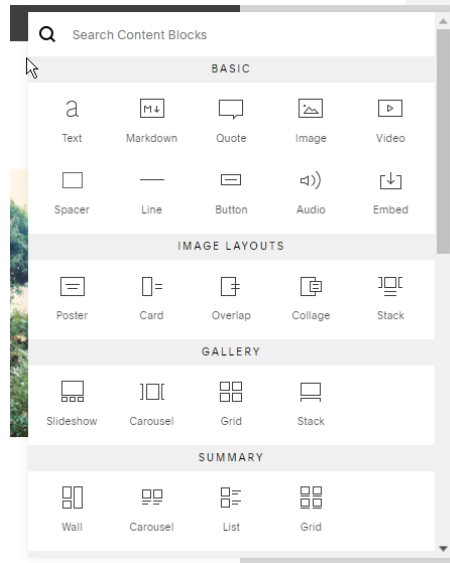 Search Content Blocks
BASIC
a
M
Text Markdown Quote Image Video
Spacer Line Button Audio Embed
IMAGE LAYOUTS
Poster Card Overlap Collage Stack
GALLERY
Slideshow Carousel Grid Stack
SUMMARY
Wall Carousel List Grid